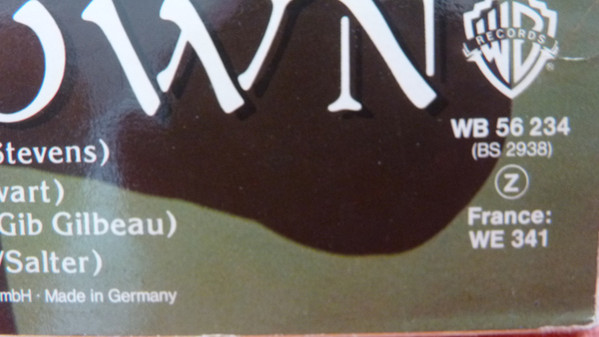 OWN
WB RECORDS ®
WB 56 234
Stevens)
(BS 2938)
wart)
Z
Gib Gilbeau)
France:
/Salter)
WE 341
mbH · Made in Germany